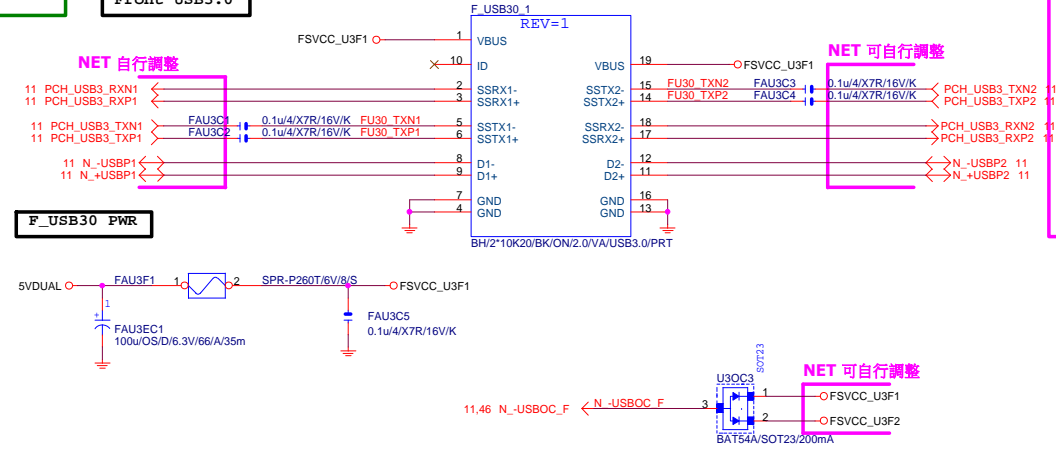 Front USB3.0
F_USB30_1
REV=1
FSVCC_U3F1
1
VBUS
10
ID
VBUS
19
FSVCC_U3F1
NET 自行調整
NET 可自行調整
11 PCH_USB3_RXN1
2
SSRX1-
11 PCH_USB3_RXP1
3
SSRX1+
SSTX2-
15
FU30_TXN2
FAU3C3
0.1u/4/X7R/16V/K
PCH_USB3_TXN2 11
SSTX2+
14
FU30_TXP2
FAU3C4
0.1u/4/X7R/16V/K
PCH_USB3_TXP2 11
11 PCH_USB3_TXN1
FAU3C1
0.1u/4/X7R/16V/K
FU30_TXN1
5
SSTX1-
11 PCH_USB3_TXP1
FAU3C2
0.1u/4/X7R/16V/K
FU30_TXP1
6
SSTX1+
SSRX2-
18
PCH_USB3_RXN2 11
SSRX2+
17
PCH_USB3_RXP2 11
11 N_-USBP1
8
D1-
11 N_+USBP1
9
D1+
D2-
12
N_-USBP2 11
D2+
11
N_+USBP2 11
7
GND
4
GND
GND
16
GND
13
BH/2*10K20/BK/ON/2.0/VA/USB3.0/PRT
F_USB30 PWR
5VDUAL
FAU3F1
1
2
SPR-P260T/6V/8/S
FSVCC_U3F1
1
+
FAU3EC1
100u/OS/D/6.3V/66/A/35m
FAU3C5
0.1u/4/X7R/16V/K
SOT23
U3OC3
NET 可自行調整
11,46 N_-USBOC_F
N_-USBOC_F
3
1
FSVCC_U3F1
2
FSVCC_U3F2
BAT54A/SOT23/200mA